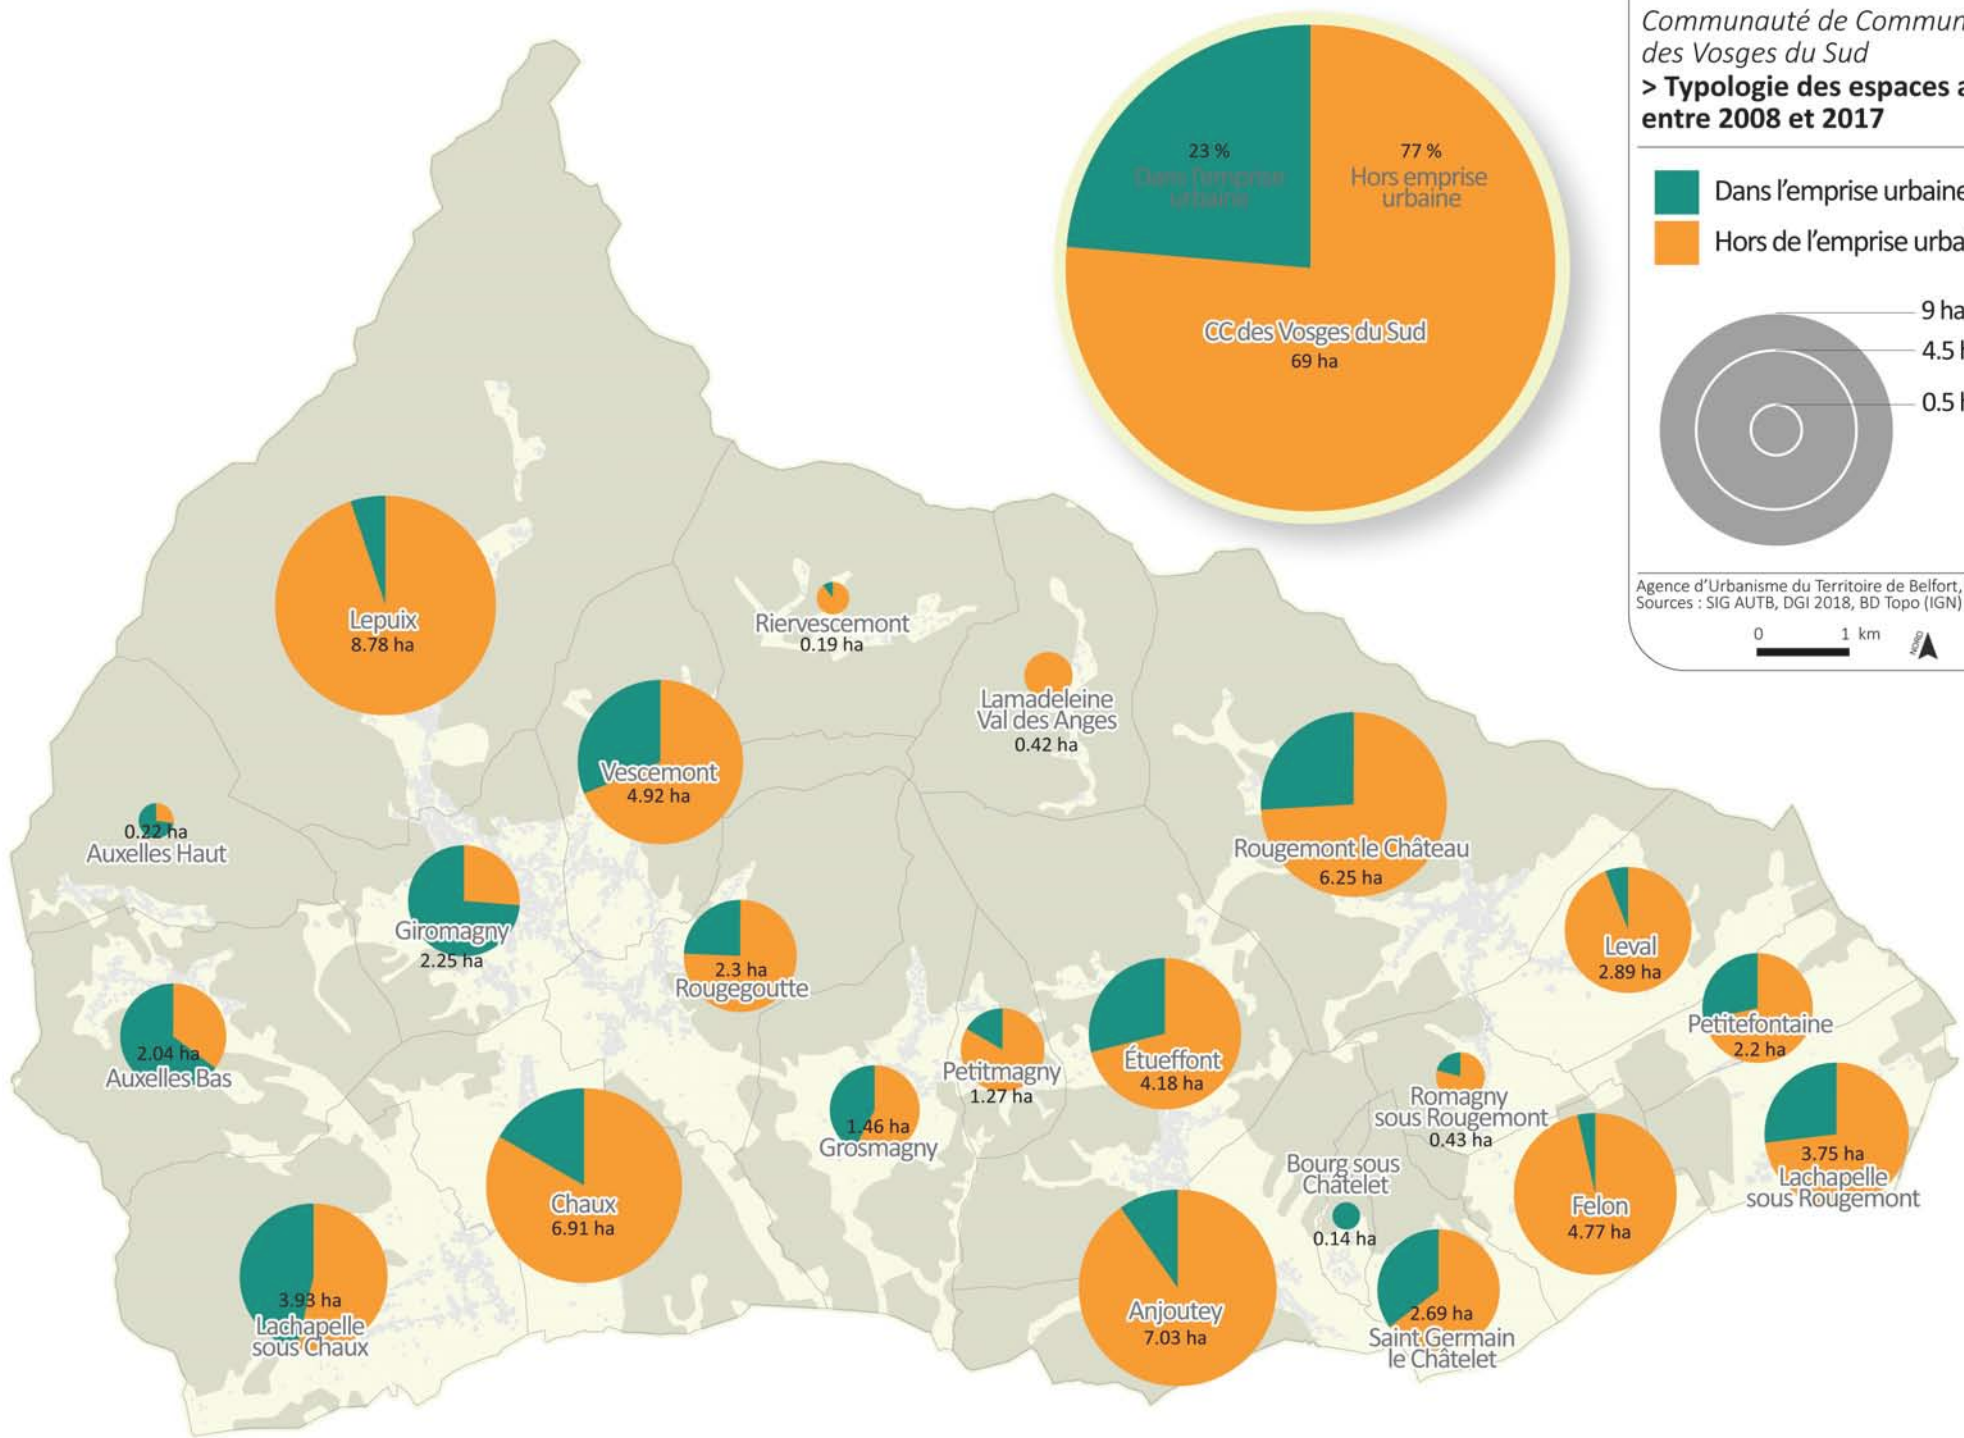 Communauté de Commun
des Vosges du Sud
> Typologie des espaces a
entre 2008 et 2017
Dans l'emprise urbaine
Hors de l'emprise urba
9 ha
4.5 h
0.5 h
Agence d'Urbanisme du Territoire de Belfort,
Sources : SIG AUTB, DGI 2018, BD Topo (IGN)
0 1 km
NORD
23 %
Dans l'emprise
urbaine
77 %
Hors emprise
urbaine
CC des Vosges du Sud
69 ha
Lepuix
8.78 ha
Riervescemont
0.19 ha
Lamadeleine
Val des Anges
0.42 ha
Vescemont
4.92 ha
Rougemont le Château
6.25 ha
0.22 ha
Auxelles Haut
Giromagny
2.25 ha
2.3 ha
Rougegoutte
Leval
2.89 ha
Petitefontaine
2.2 ha
2.04 ha
Auxelles Bas
Petitmagny
1.27 ha
Étueffont
4.18 ha
Romagny
sous Rougemont
0.43 ha
1.46 ha
Grosmagny
3.75 ha
Lachapelle
sous Rougemont
Chaux
6.91 ha
Bourg sous
Châtelet
0.14 ha
Felon
4.77 ha
3.93 ha
Lachapelle
sous Chaux
Anjoutey
7.03 ha
2.69 ha
Saint Germain
le Châtelet